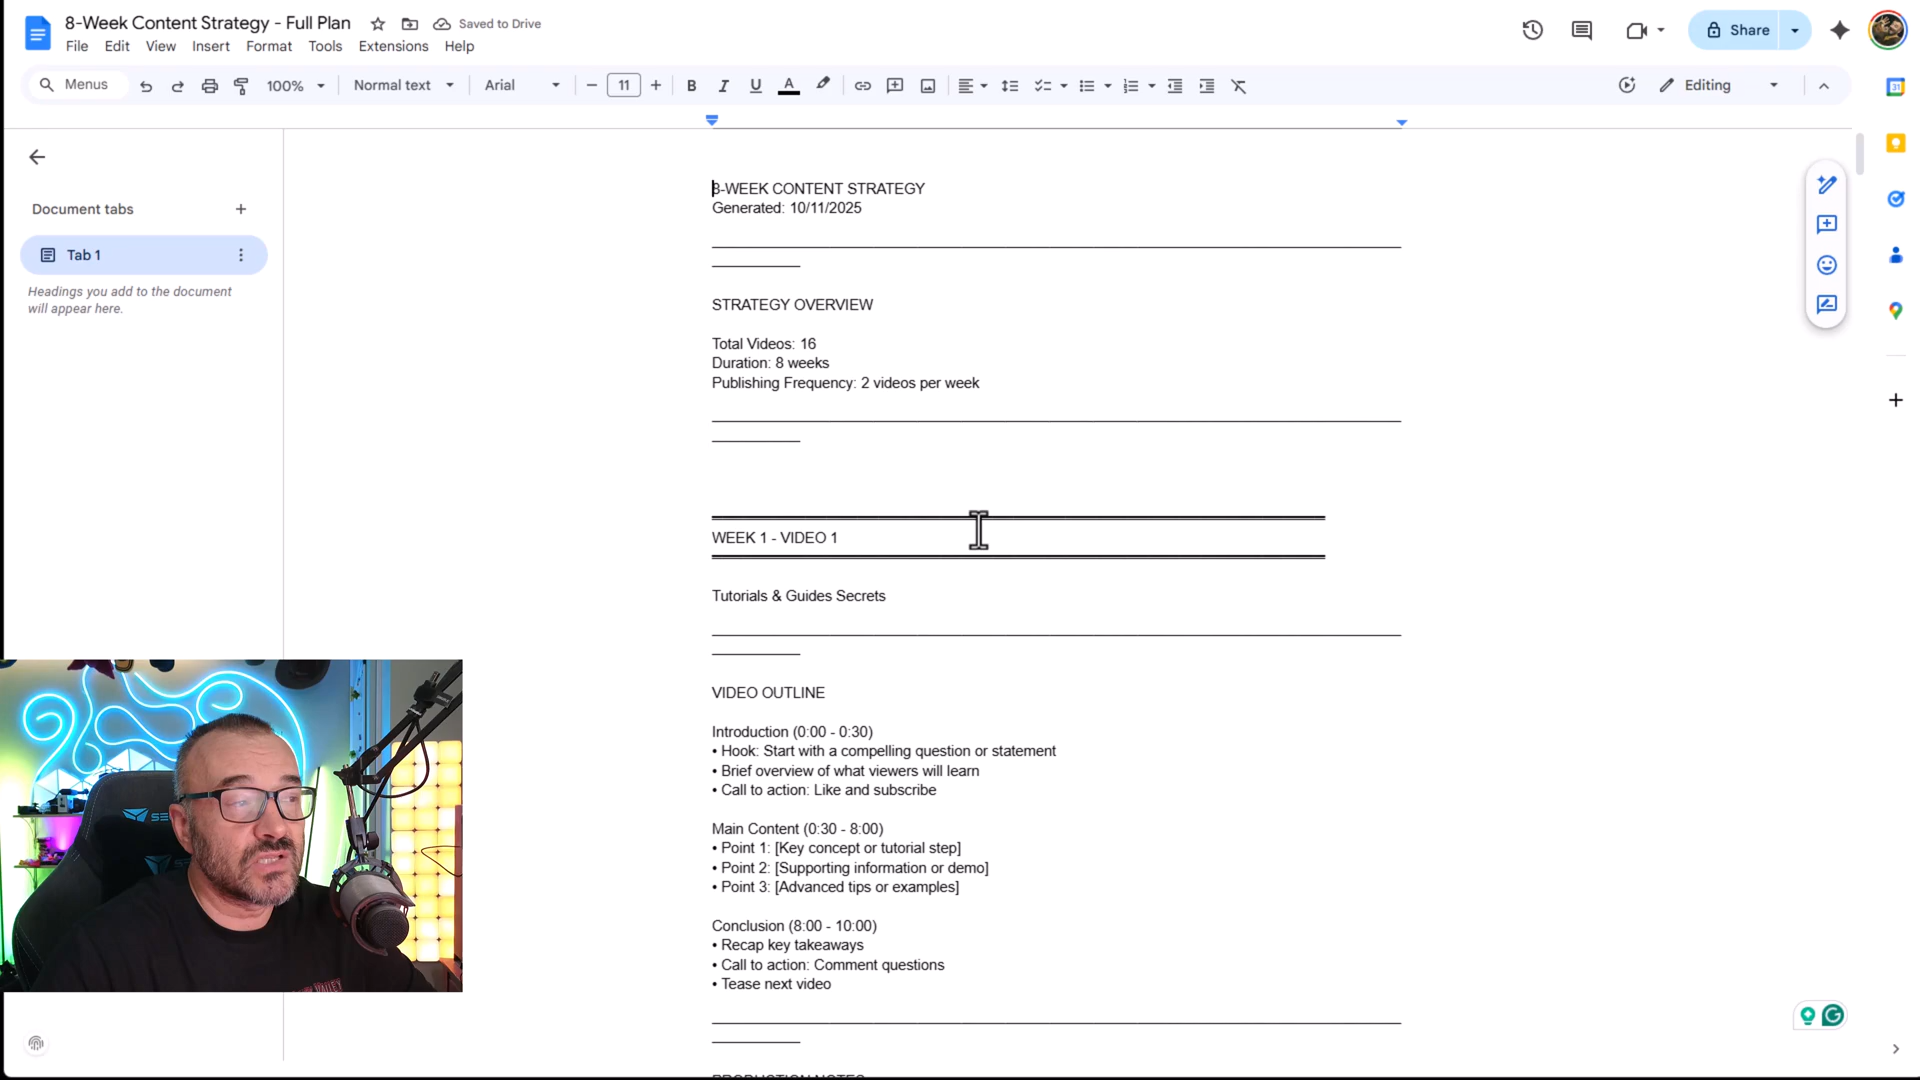 8-Week Content Strategy - Full Plan
Saved to Drive
File Edit View Insert Format Tools Extensions Help
Share
Menus
100%
Normal text
Arial
11
Editing
31
Document tabs
Tab 1
Headings you add to the document
will appear here.
8-WEEK CONTENT STRATEGY
Generated: 10/11/2025
STRATEGY OVERVIEW
Total Videos: 16
Duration: 8 weeks
Publishing Frequency: 2 videos per week
WEEK 1 - VIDEO 1
Tutorials & Guides Secrets
VIDEO OUTLINE
Introduction (0:00 - 0:30)
• Hook: Start with a compelling question or statement
• Brief overview of what viewers will learn
• Call to action: Like and subscribe
Main Content (0:30 - 8:00)
• Point 1: [Key concept or tutorial step]
• Point 2: [Supporting information or demo]
• Point 3: [Advanced tips or examples]
Conclusion (8:00 - 10:00)
• Recap key takeaways
• Call to action: Comment questions
• Tease next video
PRODUCTION NOTES